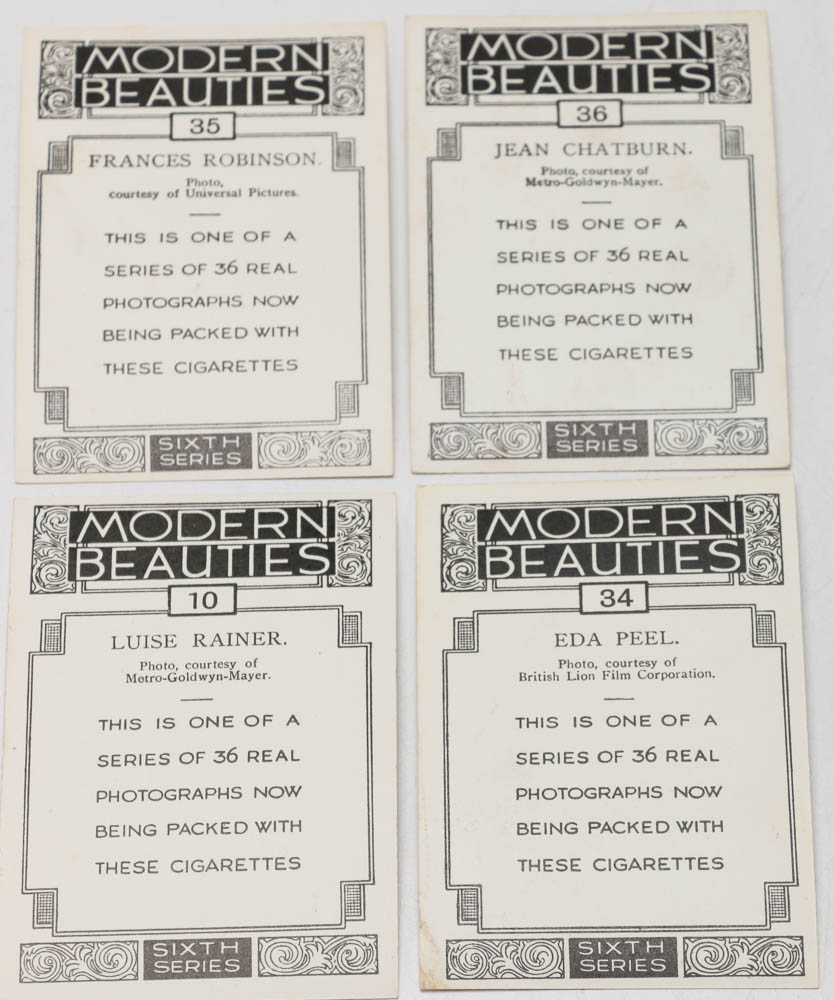 MODERN
BEAUTIES
35
FRANCES ROBINSON.
Photo,
courtesy of Universal Pictures.
THIS IS ONE OF A
SERIES OF 36 REAL
PHOTOGRAPHS NOW
BEING PACKED WITH
THESE CIGARETTES
SIXTH
SERIES
MODERN
BEAUTIES
36
JEAN CHATBURN.
Photo, courtesy of
Metro-Goldwyn-Mayer.
THIS IS ONE OF A
SERIES OF 36 REAL
PHOTOGRAPHS NOW
BEING PACKED WITH
THESE CIGARETTES
SIXTH
SERIES
MODERN
BEAUTIES
10
LUISE RAINER.
Photo, courtesy of
Metro-Goldwyn-Mayer.
THIS IS ONE OF A
SERIES OF 36 REAL
PHOTOGRAPHS NOW
BEING PACKED WITH
THESE CIGARETTES
SIXTH
SERIES
MODERN
BEAUTIES
34
EDA PEEL.
Photo, courtesy of
British Lion Film Corporation.
THIS IS ONE OF A
SERIES OF 36 REAL
PHOTOGRAPHS NOW
BEING PACKED WITH
THESE CIGARETTES
SIXTH
SERIES